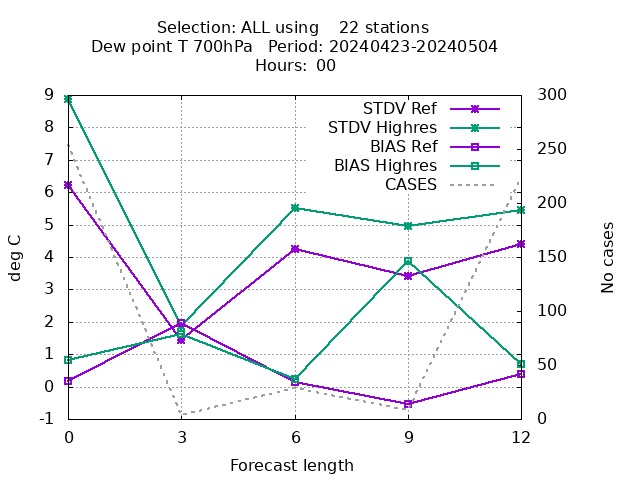 Selection: ALL using    22 stations
Dew point T 700hPa   Period: 20240423-20240504
Hours:  00
STDV Ref
STDV Highres
BIAS Ref
BIAS Highres
CASES
9
8
7
6
5
4
3
2
1
0
-1
deg C
300
250
200
150
100
50
0
No cases
0 3 6 9 12
Forecast length